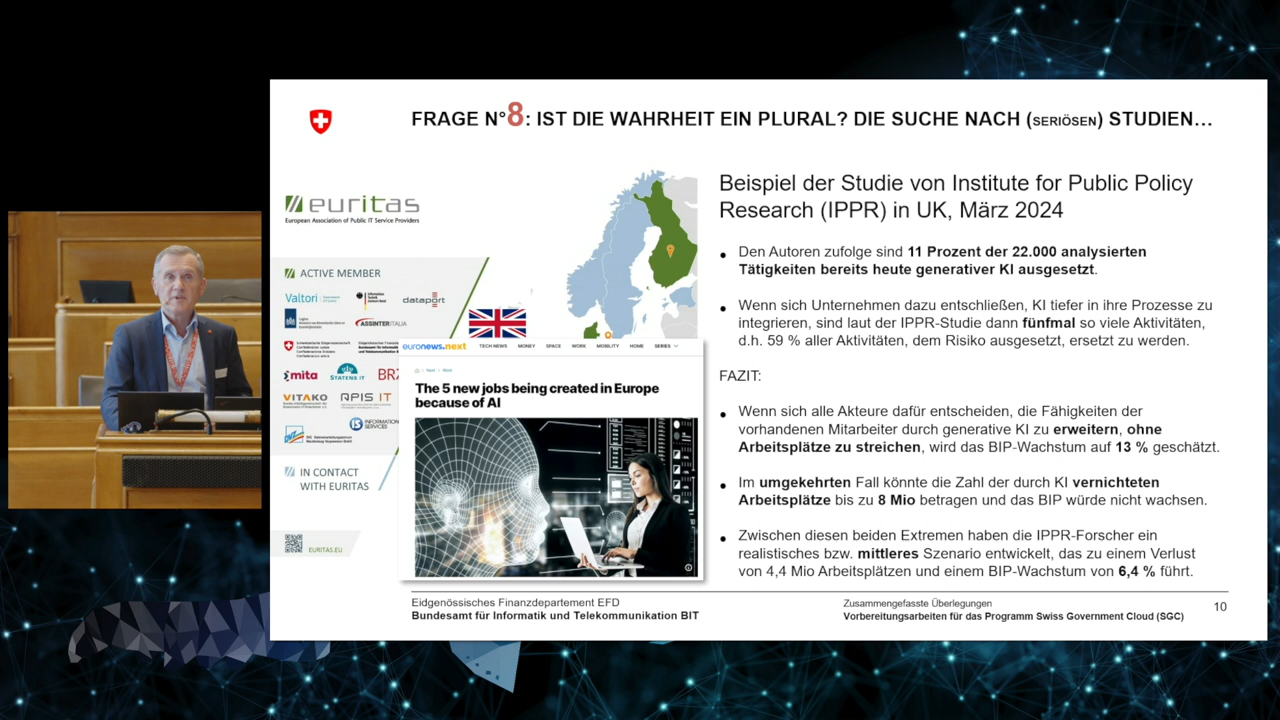 FRAGE N°8: IST DIE WAHRHEIT EIN PLURAL? DIE SUCHE NACH (SERIÖSEN) STUDIEN...
euritas
European Association of Public IT Service Providers
ACTIVE MEMBER
Valtori
dataport
ASSINTERITALIA
mita
STATENS IT
BRZ
VITAKO
APIS IT
INFORMATION
SERVICES
IN CONTACT
WITH EURITAS
EURITAS.EU
euronews.next
TECH NEWS MONEY SPACE WORK MOBILITY HOME SERIES
The 5 new jobs being created in Europe
because of AI
Beispiel der Studie von Institute for Public Policy
Research (IPPR) in UK, März 2024
• Den Autoren zufolge sind 11 Prozent der 22.000 analysierten
Tätigkeiten bereits heute generativer KI ausgesetzt.
• Wenn sich Unternehmen dazu entschließen, KI tiefer in ihre Prozesse zu
integrieren, sind laut der IPPR-Studie dann fünfmal so viele Aktivitäten,
d.h. 59 % aller Aktivitäten, dem Risiko ausgesetzt, ersetzt zu werden.
FAZIT:
• Wenn sich alle Akteure dafür entscheiden, die Fähigkeiten der
vorhandenen Mitarbeiter durch generative KI zu erweitern, ohne
Arbeitsplätze zu streichen, wird das BIP-Wachstum auf 13 % geschätzt.
• Im umgekehrten Fall könnte die Zahl der durch KI vernichteten
Arbeitsplätze bis zu 8 Mio betragen und das BIP würde nicht wachsen.
• Zwischen diesen beiden Extremen haben die IPPR-Forscher ein
realistisches bzw. mittleres Szenario entwickelt, das zu einem Verlust
von 4,4 Mio Arbeitsplätzen und einem BIP-Wachstum von 6,4 % führt.
Eidgenössisches Finanzdepartement EFD
Bundesamt für Informatik und Telekommunikation BIT
Zusammengefasste Überlegungen
Vorbereitungsarbeiten für das Programm Swiss Government Cloud (SGC)
10